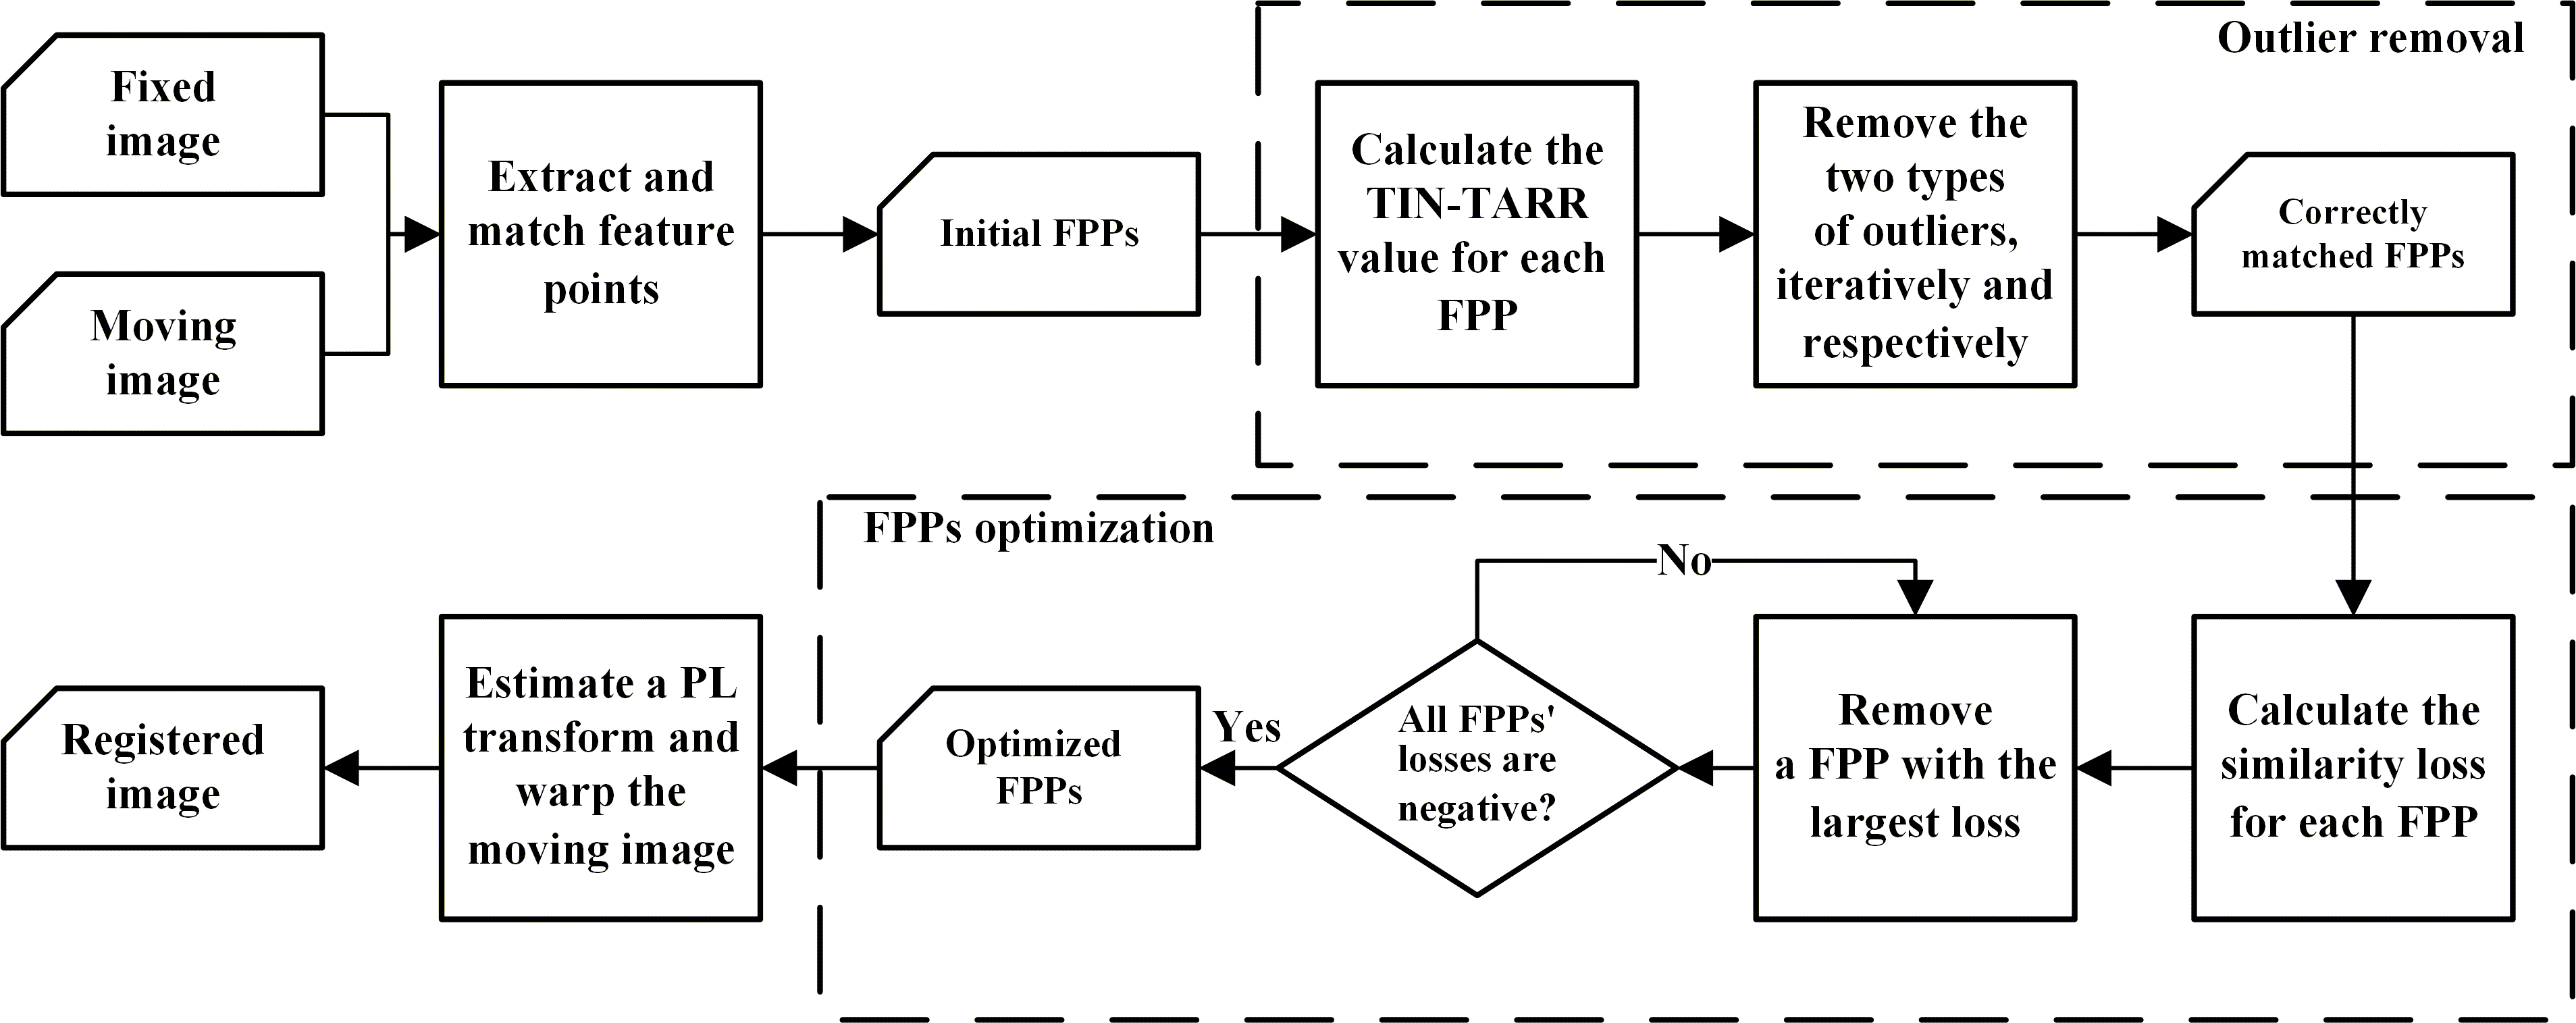 Fixed
image
Moving
image
Extract and
match feature
points
Initial FPPs
Outlier removal
Calculate the
TIN-TARR
value for each
FPP
Remove the
two types
of outliers,
iteratively and
respectively
Correctly
matched FPPs
FPPs optimization
Calculate the
similarity loss
for each FPP
Remove
a FPP with the
largest loss
No
All FPPs'
losses are
negative?
Yes
Optimized
FPPs
Estimate a PL
transform and
warp the
moving image
Registered
image